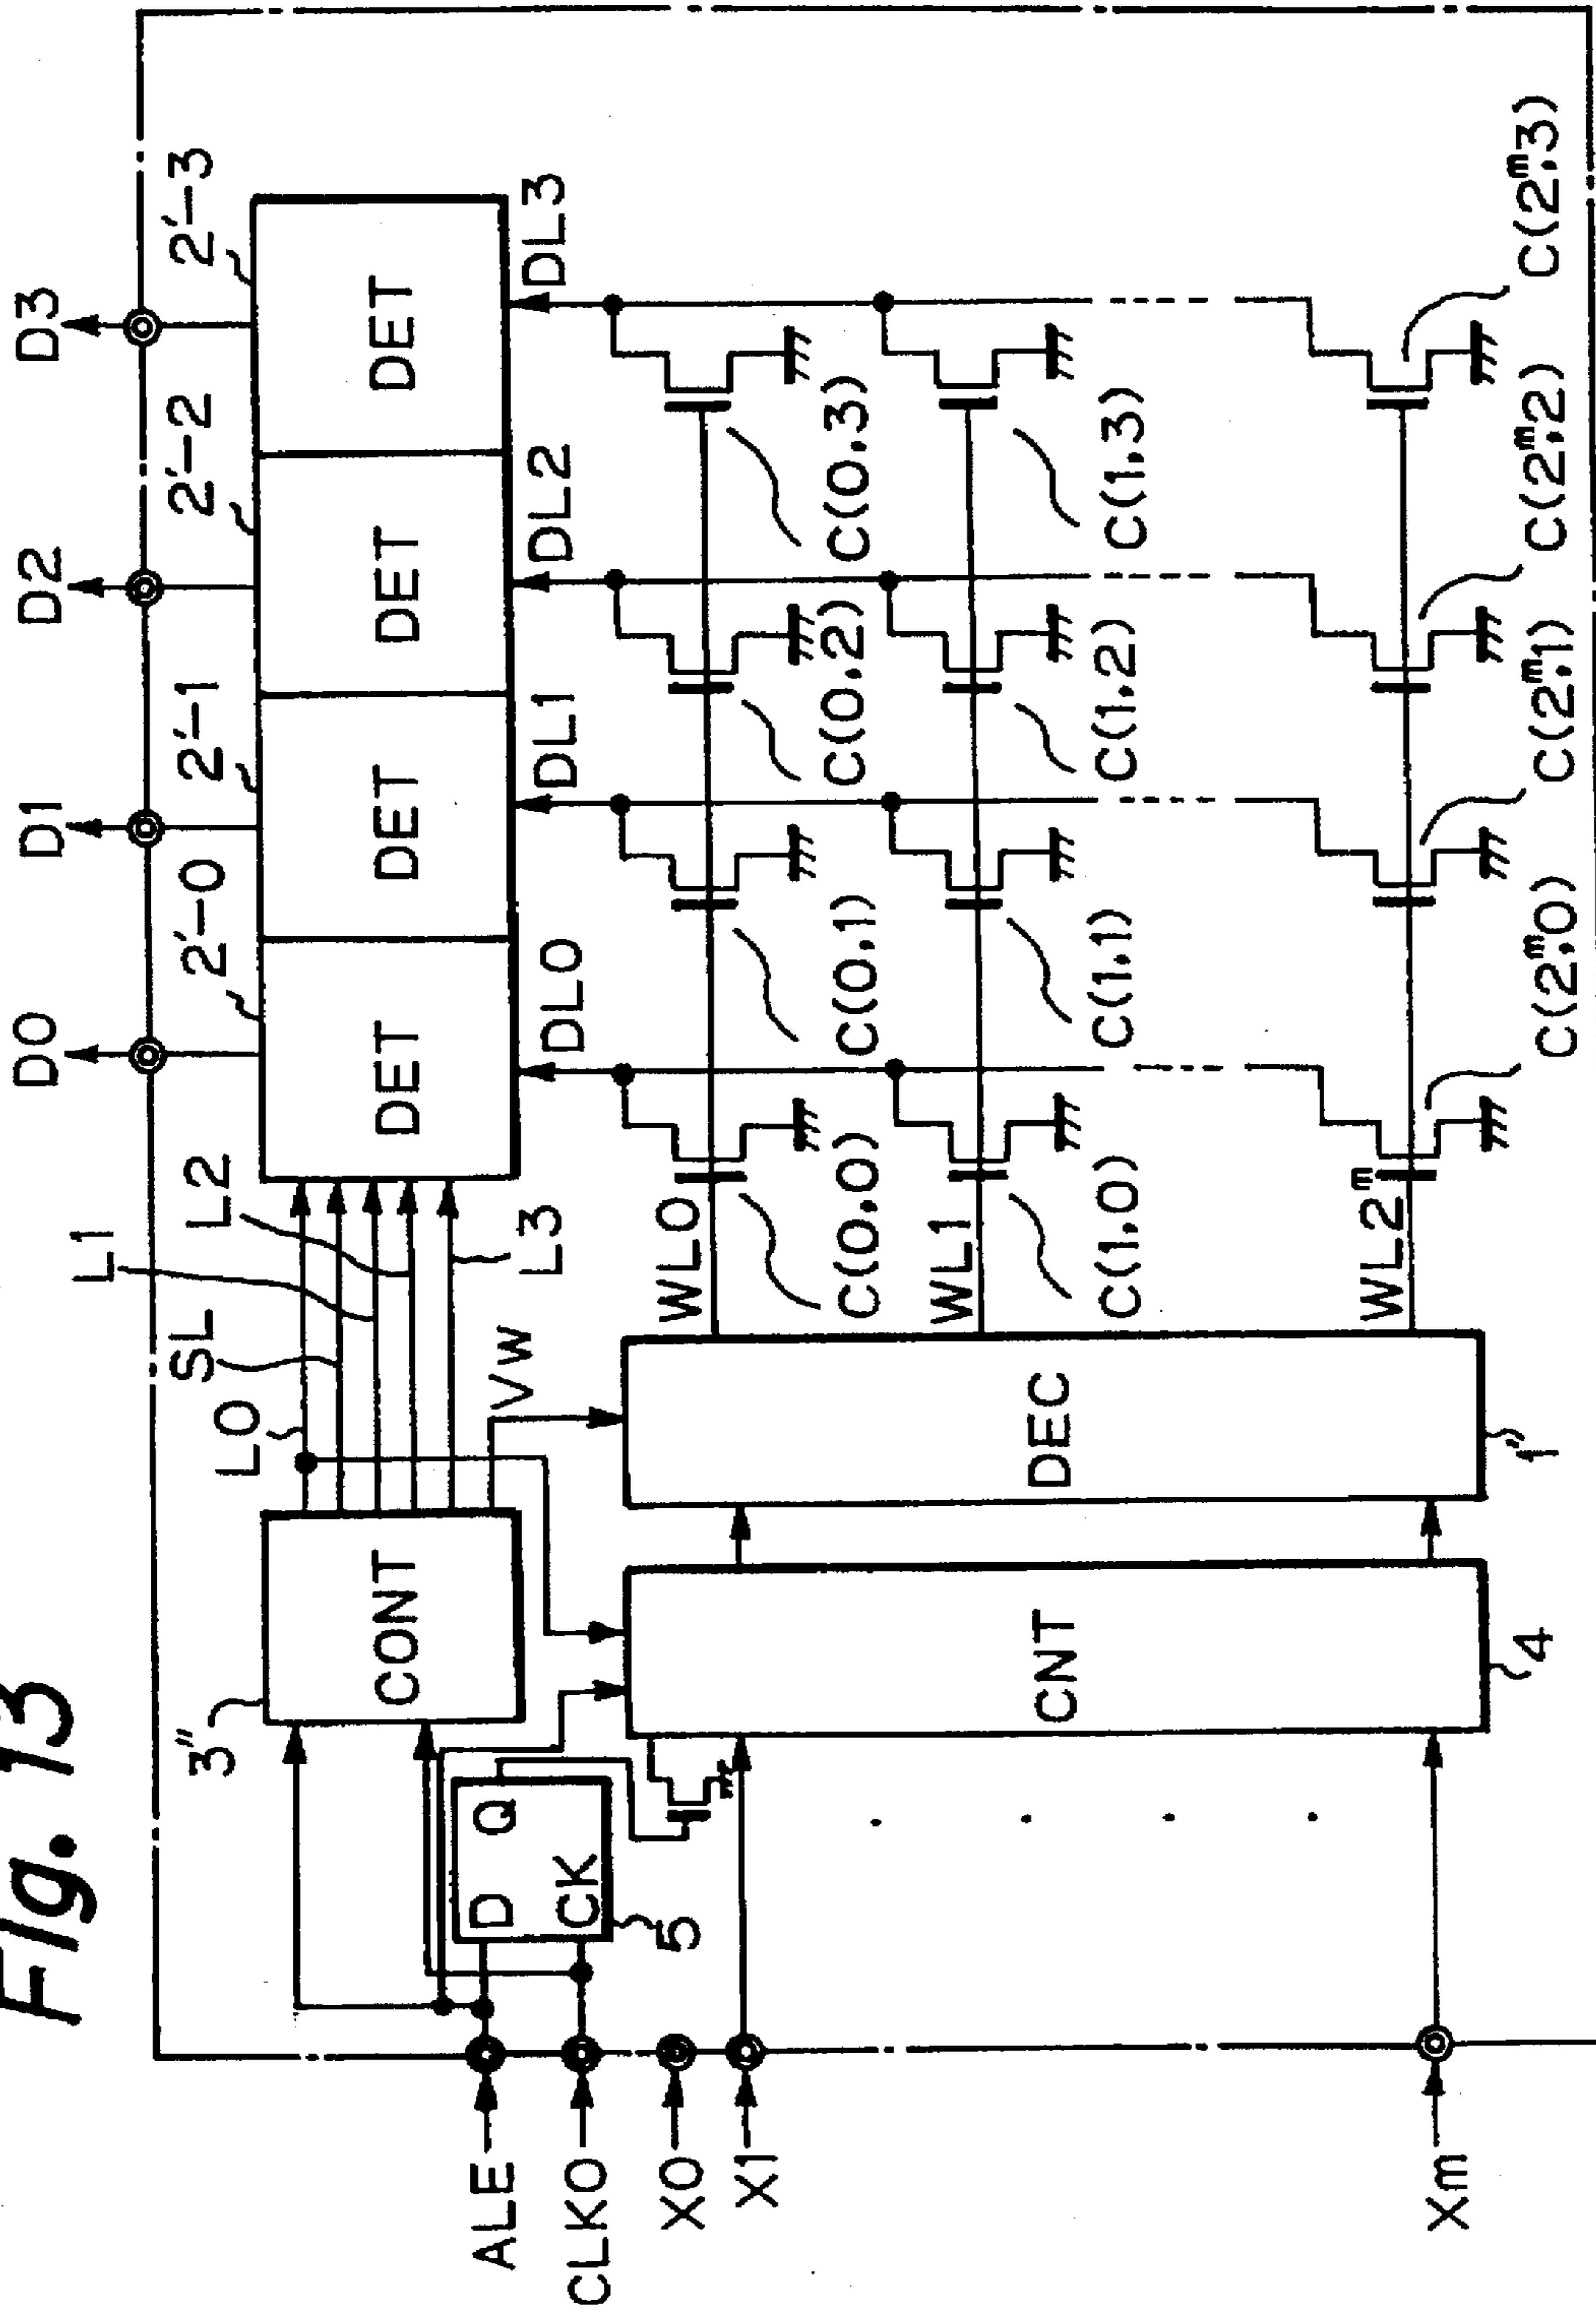 Fig. 13
D0
D1
D2
D3
2'-0
2'-1
2'-2
2'-3
DET
DET
DET
DET
3"
CONT
L0
SL
L1
L2
L3
VW
DL0
DL1
DL2
DL3
ALE
CLK0
X0
X1
Xm
D
Q
CK
5
CNT
4
DEC
1"
WL0
C(0,0)
C(0,1)
C(0,2)
C(0,3)
WL1
C(1,0)
C(1,1)
C(1,2)
C(1,3)
WL2ᵐ
C(2ᵐ,0)
C(2ᵐ,1)
C(2ᵐ,2)
C(2ᵐ,3)